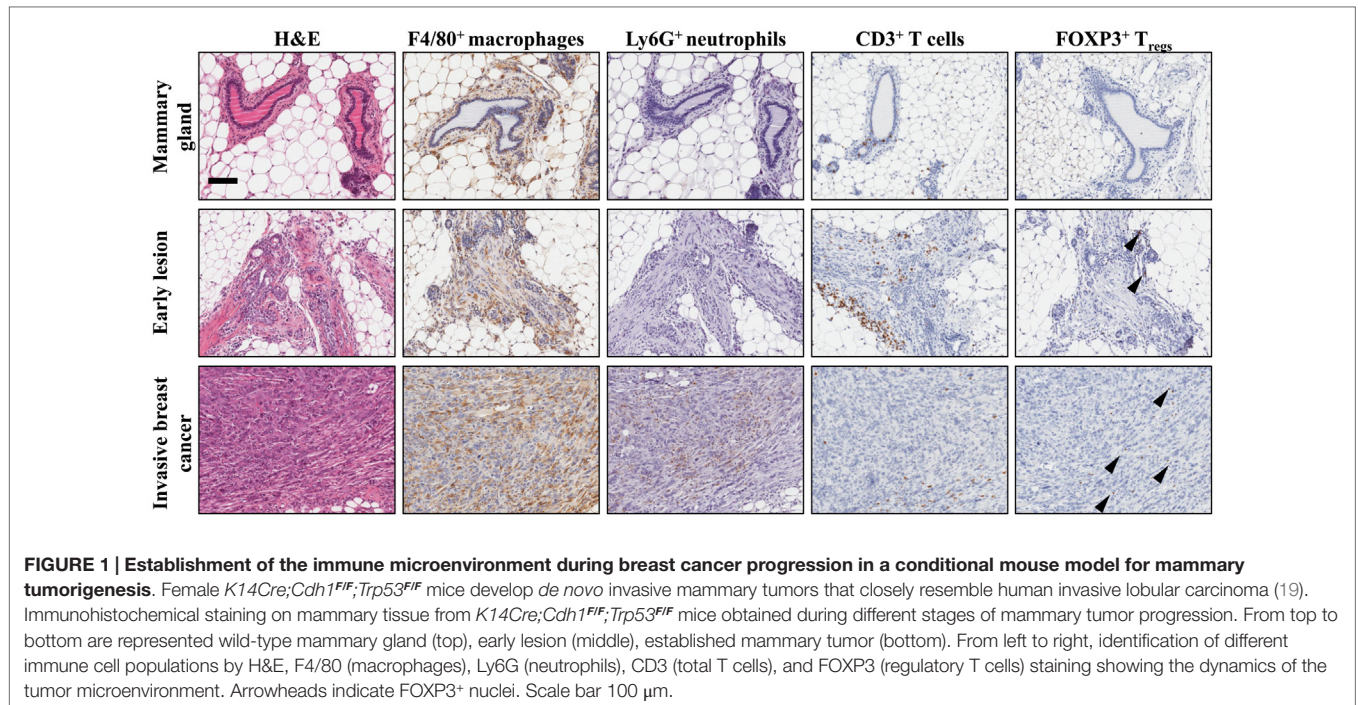 H&E F4/80⁺ macrophages Ly6G⁺ neutrophils CD3⁺ T cells FOXP3⁺ Tregs
Mammary
gland
Early lesion
Invasive breast
cancer
FIGURE 1 | Establishment of the immune microenvironment during breast cancer progression in a conditional mouse model for mammary
tumorigenesis. Female K14Cre;Cdh1F/F;Trp53F/F mice develop de novo invasive mammary tumors that closely resemble human invasive lobular carcinoma (19).
Immunohistochemical staining on mammary tissue from K14Cre;Cdh1F/F;Trp53F/F mice obtained during different stages of mammary tumor progression. From top to
bottom are represented wild-type mammary gland (top), early lesion (middle), established mammary tumor (bottom). From left to right, identification of different
immune cell populations by H&E, F4/80 (macrophages), Ly6G (neutrophils), CD3 (total T cells), and FOXP3 (regulatory T cells) staining showing the dynamics of the
tumor microenvironment. Arrowheads indicate FOXP3⁺ nuclei. Scale bar 100 μm.